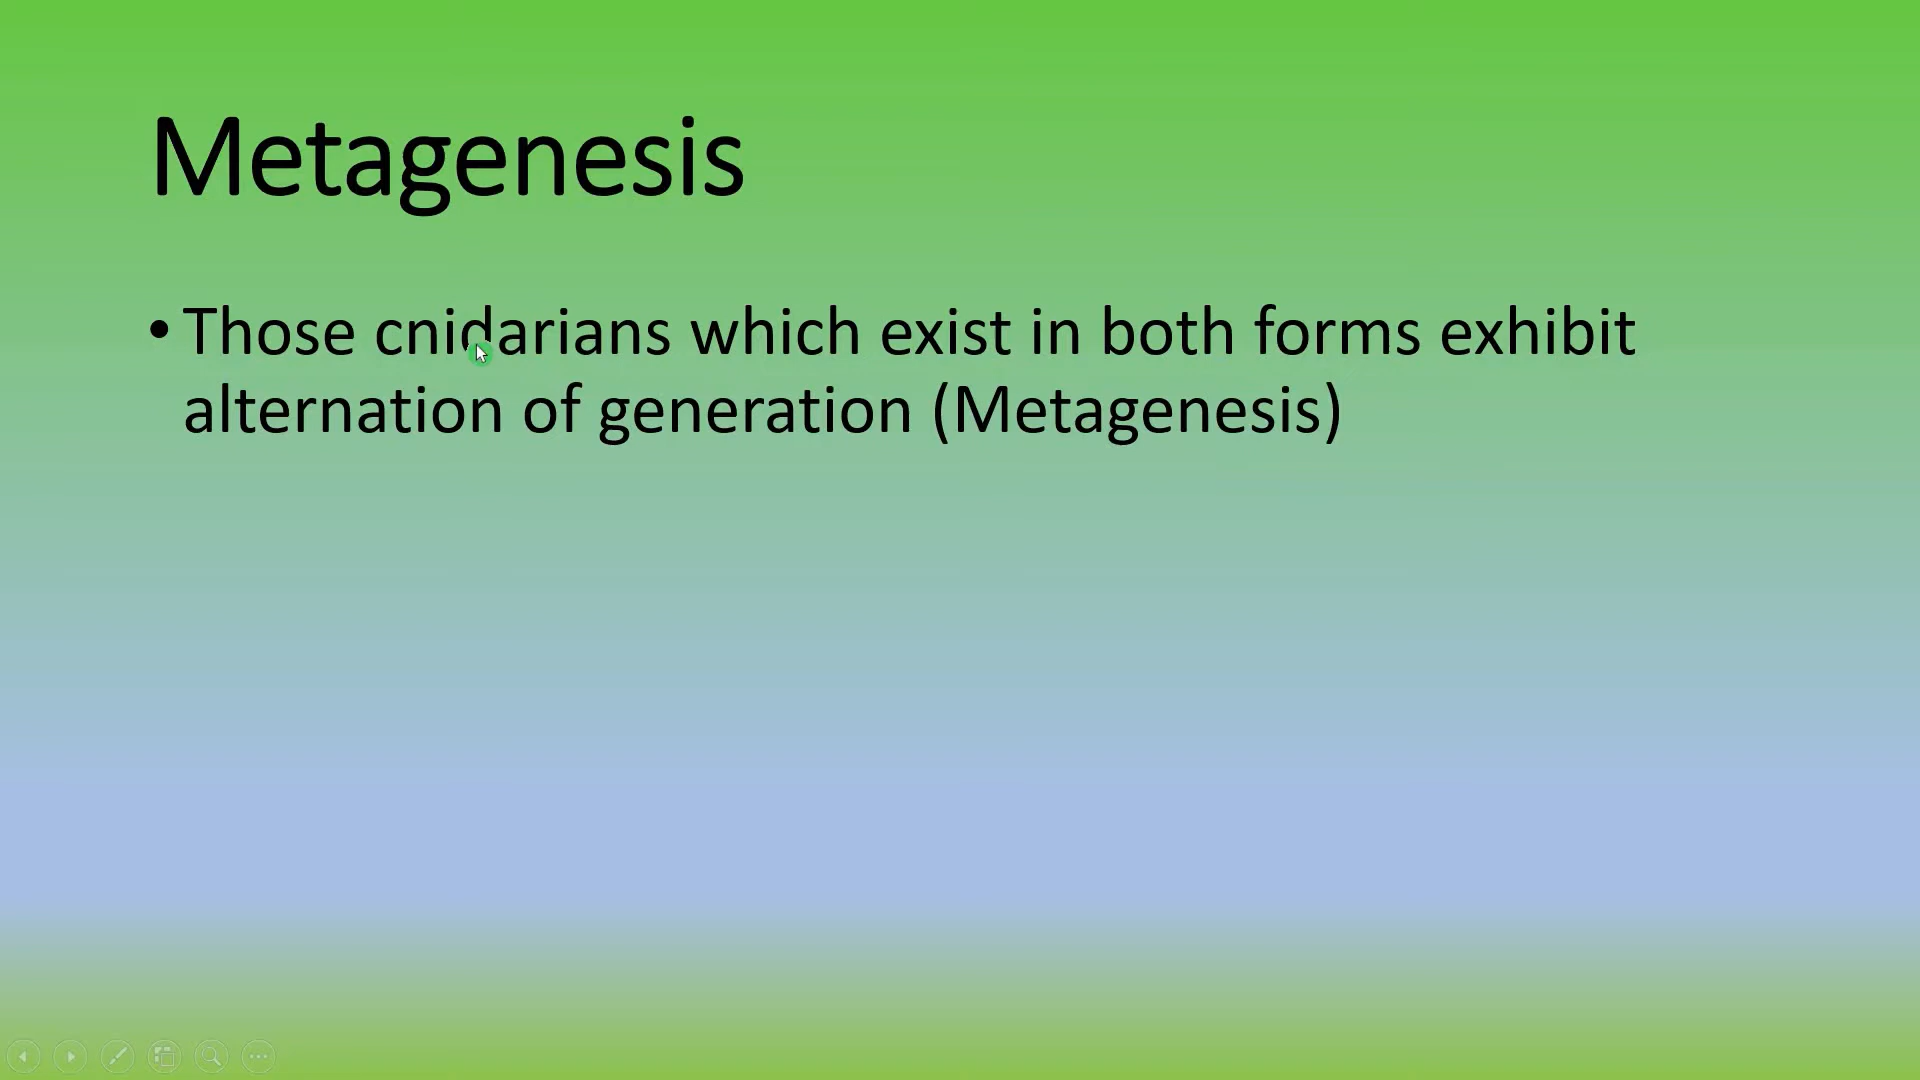 Metagenesis
• Those cnidarians which exist in both forms exhibit
alternation of generation (Metagenesis)